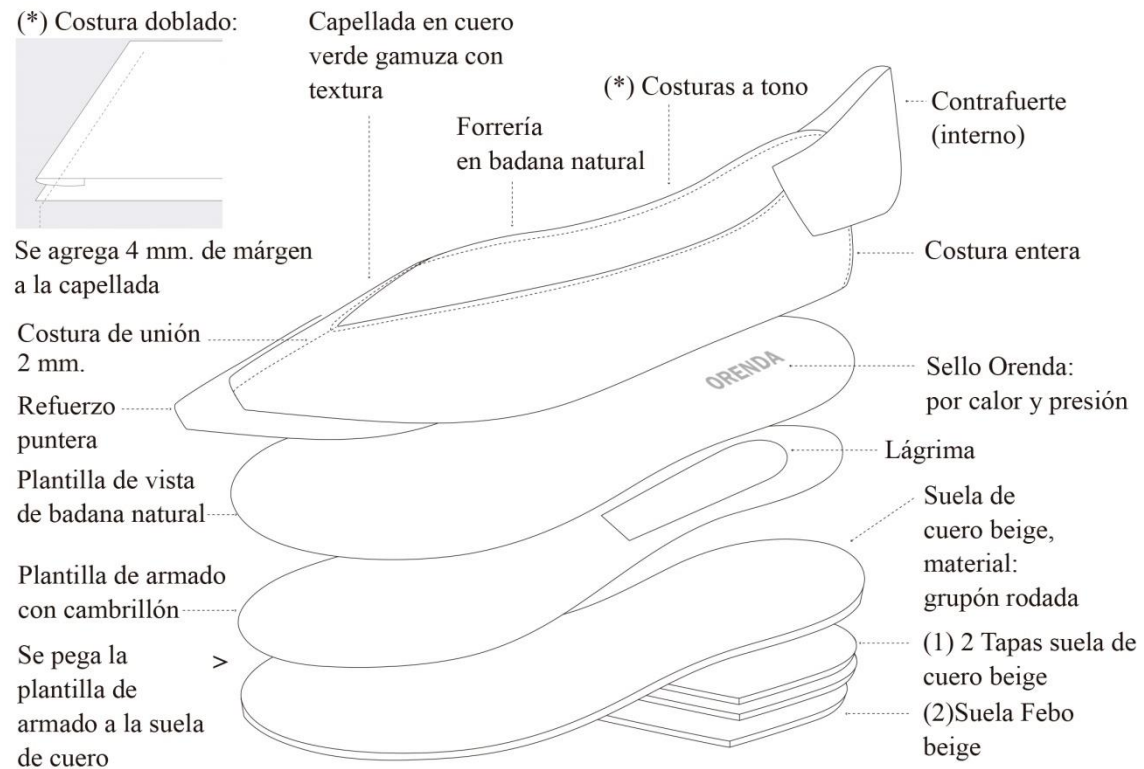 (*) Costura doblado:
Se agrega 4 mm. de márgen
a la capellada
Capellada en cuero
verde gamuza con
textura
Forrería
en badana natural
(*) Costuras a tono
Contrafuerte
(interno)
Costura entera
Costura de unión
2 mm.
Refuerzo
puntera
Plantilla de vista
de badana natural
Plantilla de armado
con cambrillón
Se pega la
plantilla de
armado a la suela
de cuero
>
ORENDA
Sello Orenda:
por calor y presión
Lágrima
Suela de
cuero beige,
material:
grupón rodada
(1) 2 Tapas suela de
cuero beige
(2)Suela Febo
beige